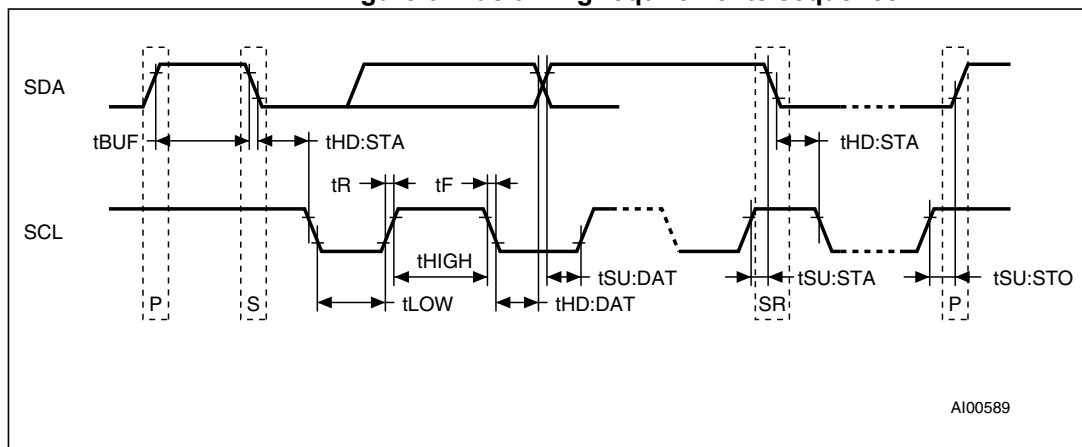 SDA
tBUF
tHD:STA
tHD:STA
tR
tF
SCL
tHIGH
tSU:DAT
tSU:STA
tSU:STO
P
S
tLOW
tHD:DAT
SR
P
AI00589